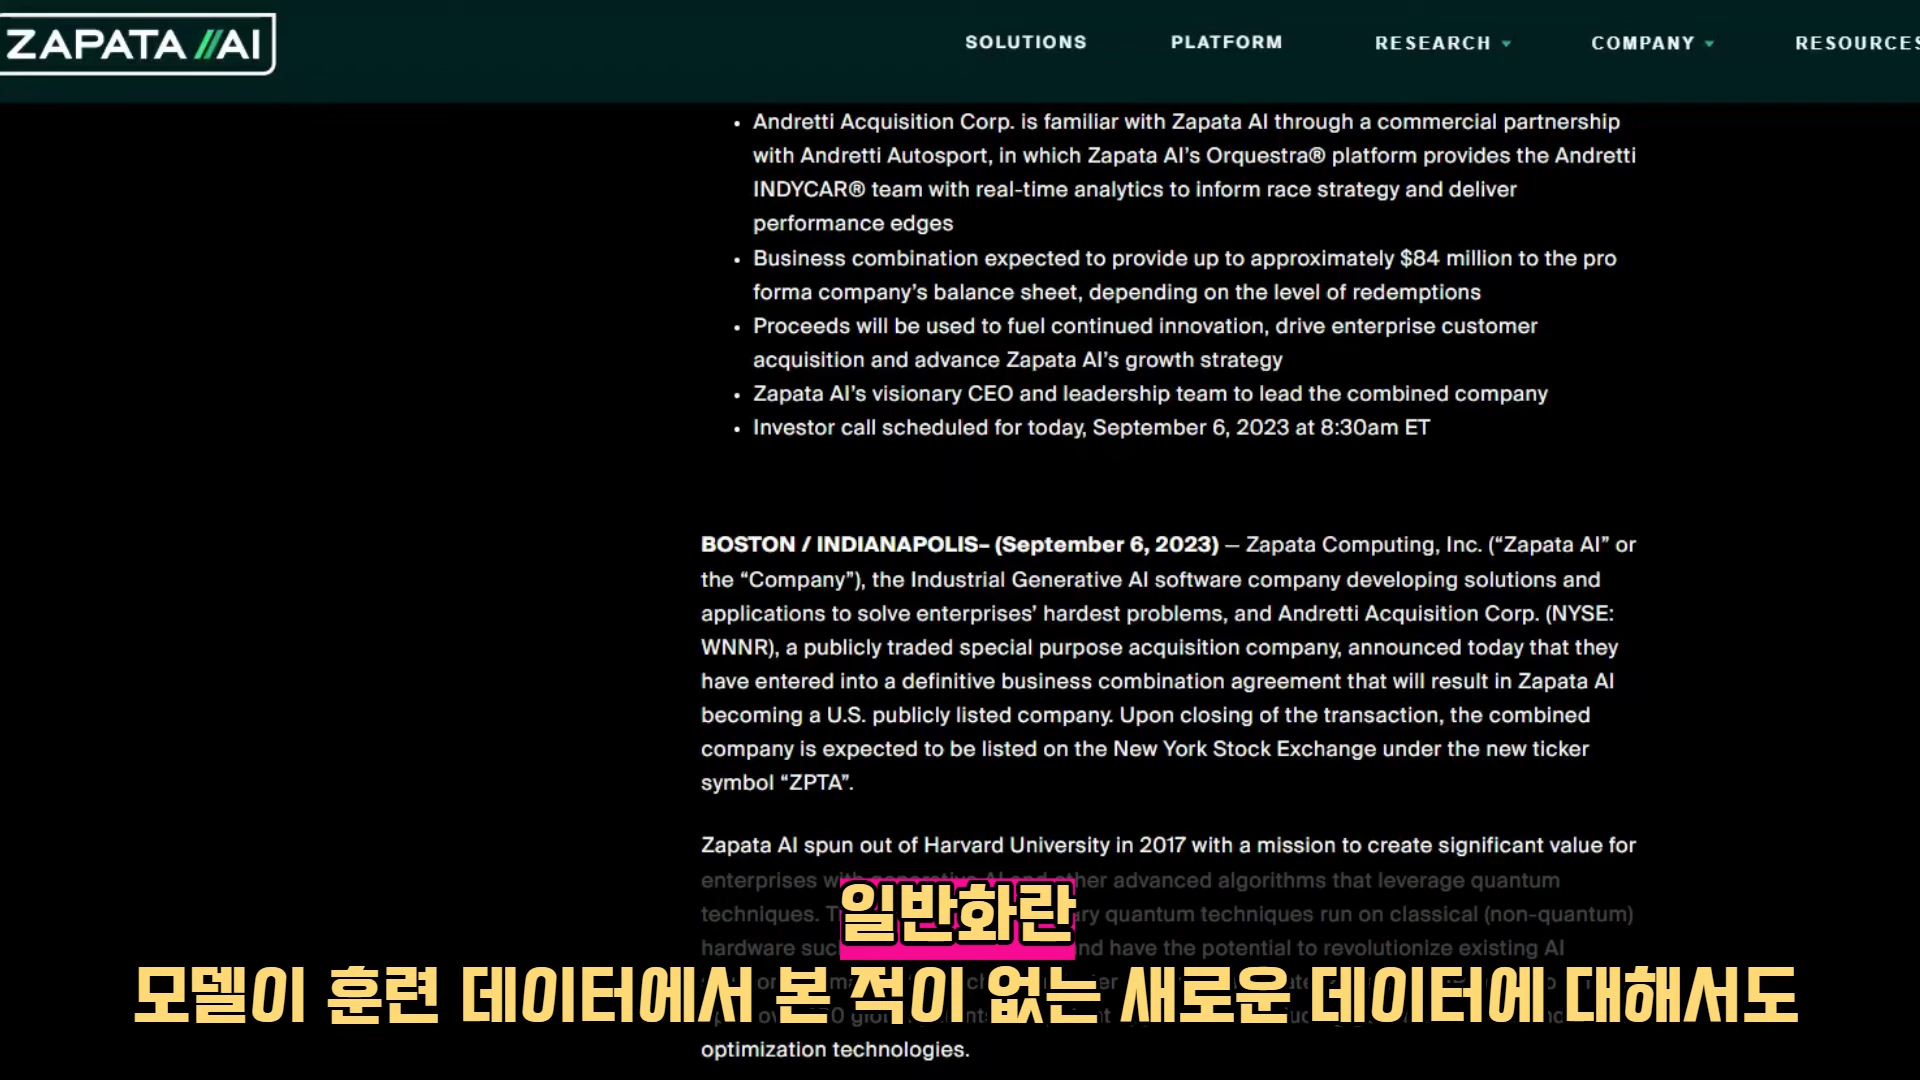 ZAPATA //AI
SOLUTIONS PLATFORM RESEARCH COMPANY RESOURCES
• Andretti Acquisition Corp. is familiar with Zapata AI through a commercial partnership
with Andretti Autosport, in which Zapata AI’s Orquestra® platform provides the Andretti
INDYCAR® team with real-time analytics to inform race strategy and deliver
performance edges
• Business combination expected to provide up to approximately $84 million to the pro
forma company’s balance sheet, depending on the level of redemptions
• Proceeds will be used to fuel continued innovation, drive enterprise customer
acquisition and advance Zapata AI’s growth strategy
• Zapata AI’s visionary CEO and leadership team to lead the combined company
• Investor call scheduled for today, September 6, 2023 at 8:30am ET
BOSTON / INDIANAPOLIS– (September 6, 2023) — Zapata Computing, Inc. (“Zapata AI” or
the “Company”), the Industrial Generative AI software company developing solutions and
applications to solve enterprises’ hardest problems, and Andretti Acquisition Corp. (NYSE:
WNNR), a publicly traded special purpose acquisition company, announced today that they
have entered into a definitive business combination agreement that will result in Zapata AI
becoming a U.S. publicly listed company. Upon closing of the transaction, the combined
company is expected to be listed on the New York Stock Exchange under the new ticker
symbol “ZPTA”.
Zapata AI spun out of Harvard University in 2017 with a mission to create significant value for
enterprises advanced algorithms that leverage quantum
techniques. quantum techniques run on classical (non-quantum)
hardware and have the potential to revolutionize existing AI
optimization technologies.
일반화란
모델이 훈련 데이터에서 본 적이 없는 새로운 데이터에 대해서도